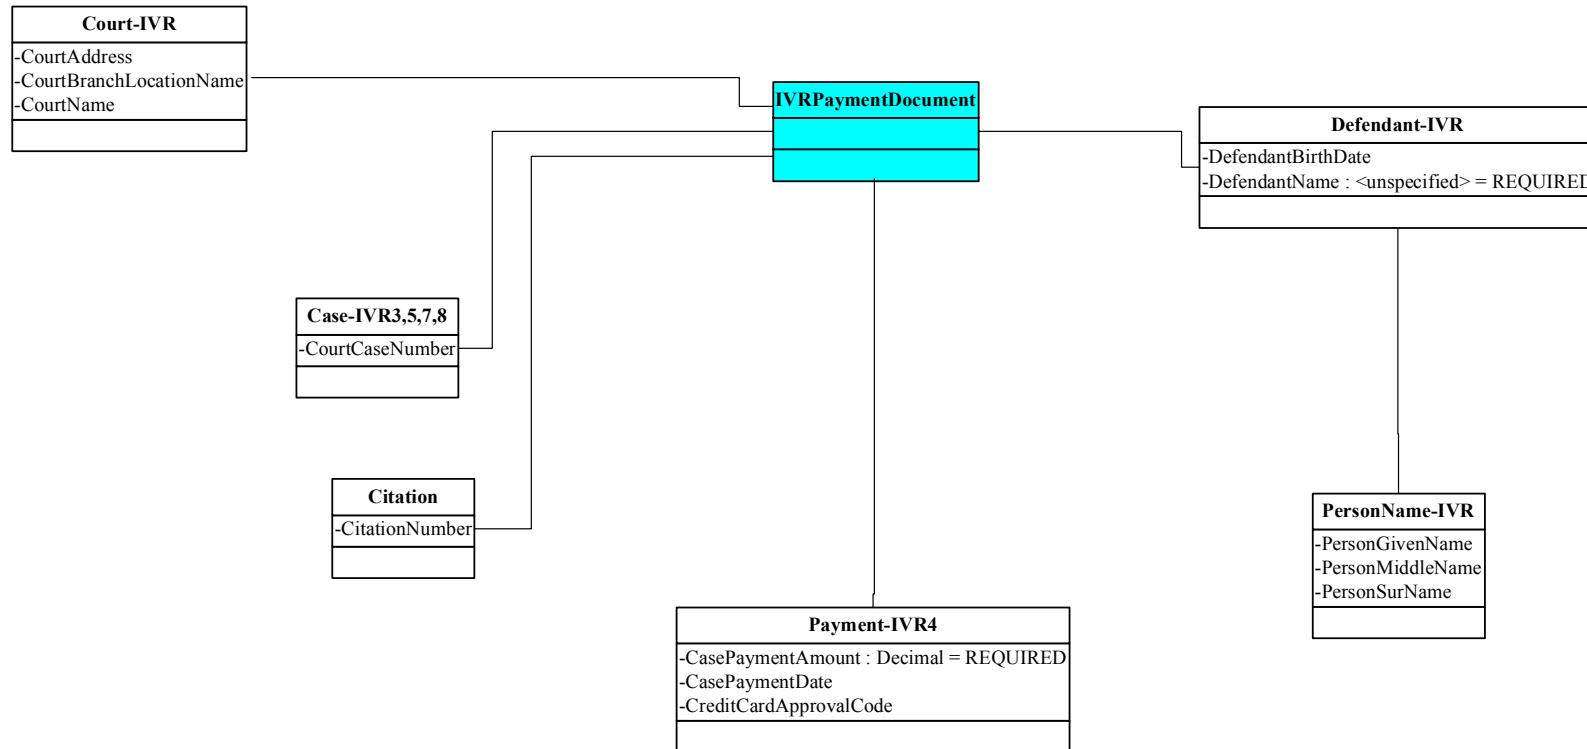 Court-IVR
-CourtAddress
-CourtBranchLocationName
-CourtName
IVRPaymentDocument
Defendant-IVR
-DefendantBirthDate
-DefendantName : <unspecified> = REQUIRED
Case-IVR3,5,7,8
-CourtCaseNumber
Citation
-CitationNumber
PersonName-IVR
-PersonGivenName
-PersonMiddleName
-PersonSurName
Payment-IVR4
-CasePaymentAmount : Decimal = REQUIRED
-CasePaymentDate
-CreditCardApprovalCode